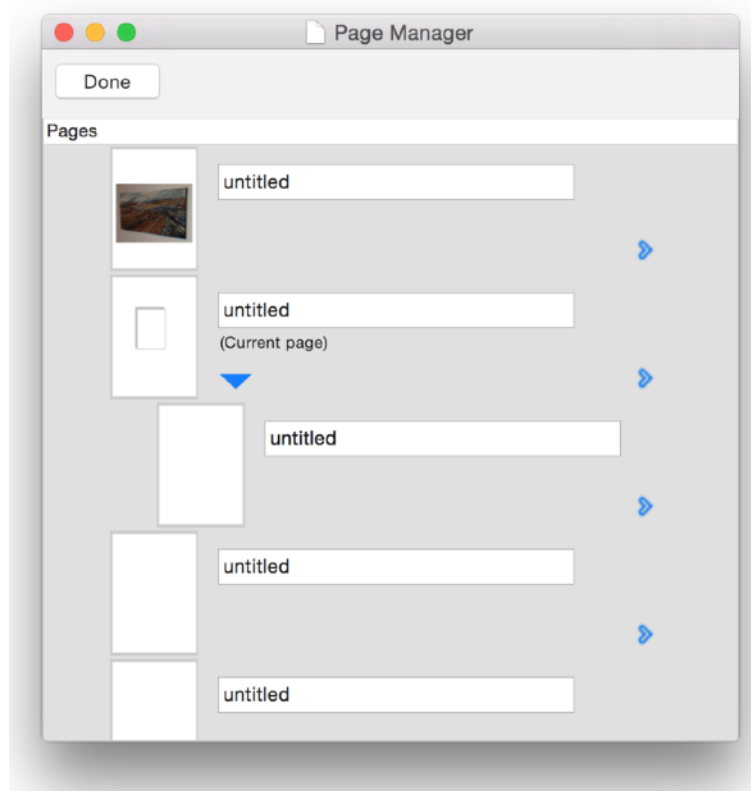 Page Manager
Done
Pages
untitled
untitled
(Current page)
untitled
untitled
untitled